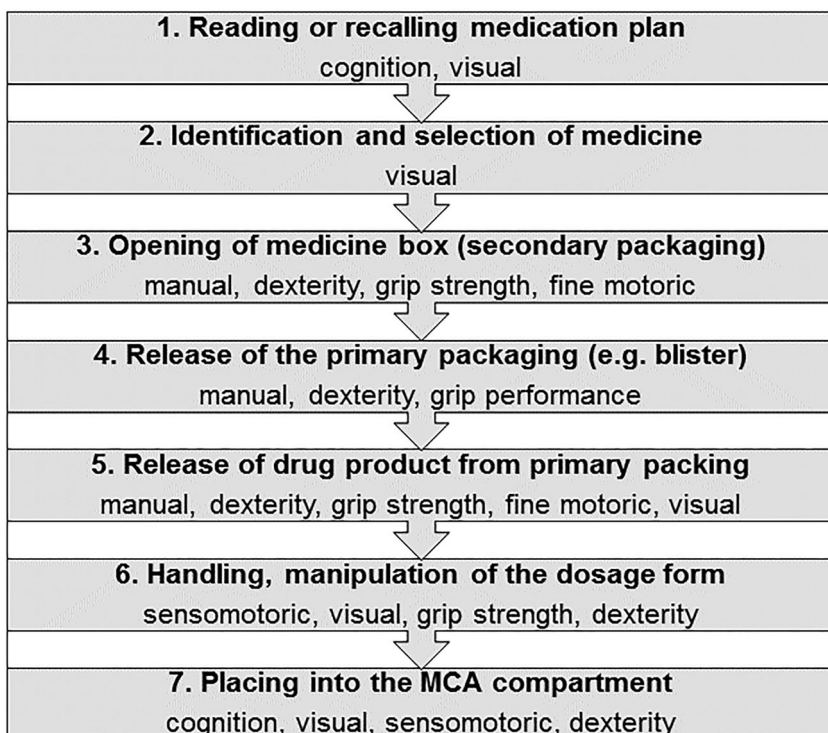 1. Reading or recalling medication plan
cognition, visual
2. Identification and selection of medicine
visual
3. Opening of medicine box (secondary packaging)
manual, dexterity, grip strength, fine motoric
4. Release of the primary packaging (e.g. blister)
manual, dexterity, grip performance
5. Release of drug product from primary packing
manual, dexterity, grip strength, fine motoric, visual
6. Handling, manipulation of the dosage form
sensomotoric, visual, grip strength, dexterity
7. Placing into the MCA compartment
cognition, visual, sensomotoric, dexterity